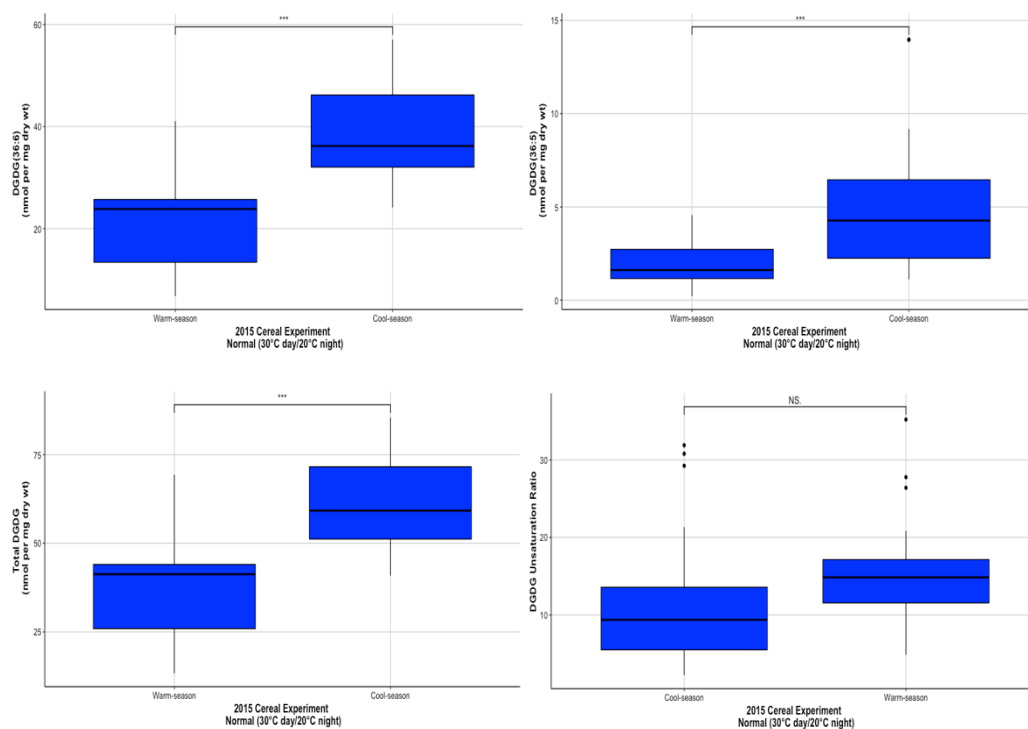 ***
DGDG(36:6)
(nmol per mg dry wt)
60
40
20
Warm-season Cool-season
2015 Cereal Experiment
Normal (30°C day/20°C night)
***
DGDG(36:5)
(nmol per mg dry wt)
15
10
5
0
Warm-season Cool-season
2015 Cereal Experiment
Normal (30°C day/20°C night)
***
Total DGDG
(nmol per mg dry wt)
75
50
25
Warm-season Cool-season
2015 Cereal Experiment
Normal (30°C day/20°C night)
NS.
DGDG Unsaturation Ratio
30
20
10
Cool-season Warm-season
2015 Cereal Experiment
Normal (30°C day/20°C night)